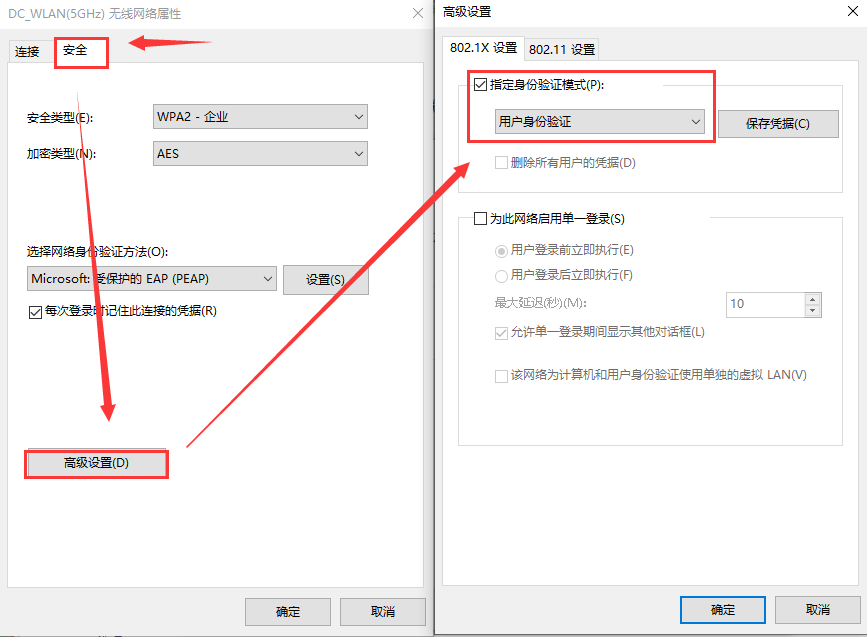 DC_WLAN(5GHz) 无线网络属性
连接
安全
安全类型(E):
WPA2 - 企业
加密类型(N):
AES
选择网络身份验证方法(O):
Microsoft: 受保护的 EAP (PEAP)
设置(S)
每次登录时记住此连接的凭据(R)
高级设置(D)
确定
取消
高级设置
802.1X 设置
802.11 设置
指定身份验证模式(P):
用户身份验证
保存凭据(C)
删除所有用户的凭据(D)
为此网络启用单一登录(S)
用户登录前立即执行(E)
用户登录后立即执行(F)
最大延迟(秒)(M):
10
允许单一登录期间显示其他对话框(L)
该网络为计算机和用户身份验证使用单独的虚拟 LAN(V)
确定
取消